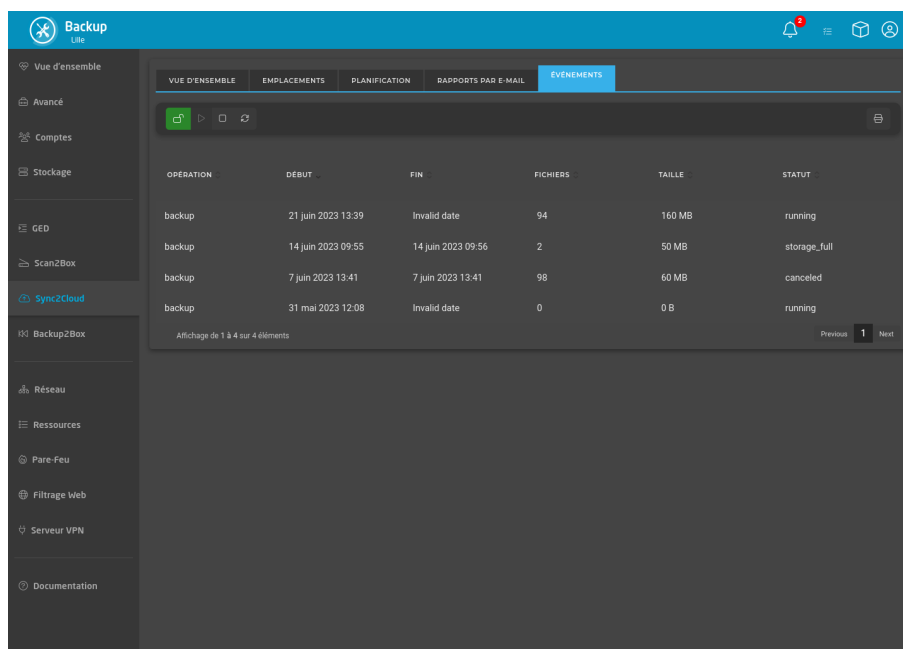 Backup
Lille
2
Vue d'ensemble
Avancé
Comptes
Stockage
GED
Scan2Box
Sync2Cloud
Backup2Box
Réseau
Ressources
Pare-Feu
Filtrage Web
Serveur VPN
Documentation
VUE D'ENSEMBLE EMPLACEMENTS PLANIFICATION RAPPORTS PAR E-MAIL ÉVÉNEMENTS
OPÉRATION DÉBUT FIN FICHIERS TAILLE STATUT
backup 21 juin 2023 13:39 Invalid date 94 160 MB running
backup 14 juin 2023 09:55 14 juin 2023 09:56 2 50 MB storage_full
backup 7 juin 2023 13:41 7 juin 2023 13:41 98 60 MB canceled
backup 31 mai 2023 12:08 Invalid date 0 0 B running
Affichage de 1 à 4 sur 4 éléments Previous 1 Next